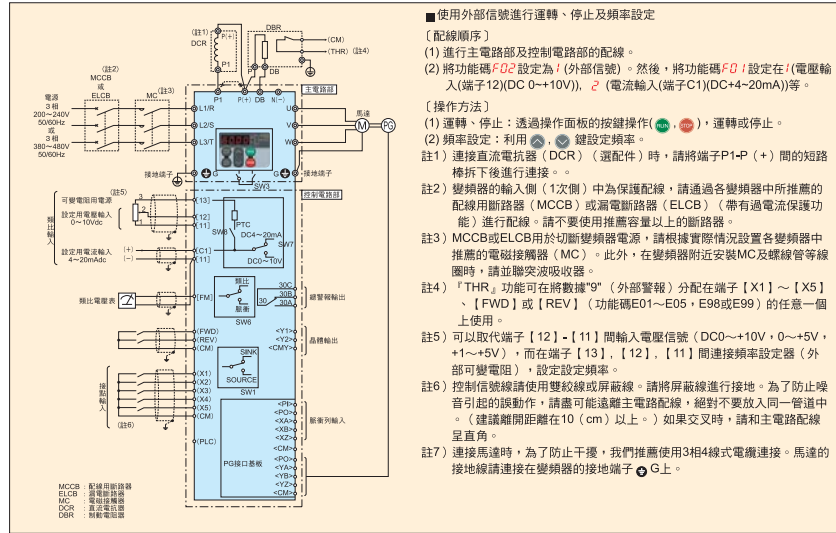 (註1)
DCR
P(+)
P1
DBR
P
DB
(CM)
(THR) (註4)
(註2)
MCCB
或
ELCB
MC (註3)
電源
3 相
200～240V
50/60Hz
或
3 相
380～480V
50/60Hz
主電路部
P1 P(+) DB N(−)
L1/R
L2/S
L3/T
U
V
W
馬達
M
PG
接地端子
G
G
接地端子
SW3
控制電路部
類比輸入
(註5)
可變電阻用電源
設定用電壓輸入
0～10Vdc
設定用電流輸入
4～20mAdc
3
2
1
(+)
(−)
[13]
[12]
[11]
[C1]
[11]
PTC
SW8
DC4～20mA
SW7
DC0～10V
類比電壓表
[FM]
類比
脈衝
SW6
30C
30B
30
30A
總警報輸出
(FWD)
(REV)
(CM)
<Y1>
<Y2>
<CMY>
晶體輸出
SINK
SOURCE
SW1
接點輸入
(X1)
(X2)
(X3)
(X4)
(X5)
(CM)
(註6)
(PLC)
<PI>
<PO>
<XA>
<XB>
<XZ>
<CM>
<PO>
<YA>
<YB>
<YZ>
<CM>
脈衝列輸入
PG接口基板
MCCB : 配線用斷路器
ELCB : 漏電斷路器
MC : 電磁接觸器
DCR : 直流電抗器
DBR : 制動電阻器
■使用外部信號進行運轉、停止及頻率設定
〔配線順序〕
(1) 進行主電路部及控制電路部的配線。
(2) 將功能碼F02設定為1(外部信號) 。然後，將功能碼F01設定在1(電壓輸
入(端子12)(DC 0～+10V)), 2 (電流輸入(端子C1)(DC+4~20mA))等。
〔操作方法〕
(1) 運轉、停止：透過操作面板的按鍵操作(RUN, STOP)，運轉或停止。
(2) 頻率設定：利用 , 鍵設定頻率。
註1）連接直流電抗器（DCR）（選配件）時，請將端子P1-P（+）間的短路
棒拆下後進行連接。。
註2）變頻器的輸入側（1次側）中為保護配線，請通過各變頻器中所推薦的
配線用斷路器（MCCB）或漏電斷路器（ELCB）（帶有過電流保護功
能）進行配線。請不要使用推薦容量以上的斷路器。
註3）MCCB或ELCB用於切斷變頻器電源，請根據實際情況設置各變頻器中
推薦的電磁接觸器（MC）。此外，在變頻器附近安裝MC及螺線管等線
圈時，請並聯突波吸收器。
註4）『THR』功能可在將數據"9"（外部警報）分配在端子【X1】～【X5】
、【FWD】或【REV】（功能碼E01～E05，E98或E99）的任意一個
上使用。
註5）可以取代端子【12】-【11】間輸入電壓信號（DC0～+10V，0～+5V，
+1～+5V），而在端子【13】,【12】,【11】間連接頻率設定器（外
部可變電阻），設定設定頻率。
註6）控制信號線請使用雙絞線或屏蔽線。請將屏蔽線進行接地。為了防止噪
音引起的誤動作，請盡可能遠離主電路配線，絕對不要放入同一管道中
。（建議離開距離在10（cm）以上。）如果交叉時，請和主電路配線
呈直角。
註7）連接馬達時，為了防止干擾，我們推薦使用3相4線式電纜連接。馬達的
接地線請連接在變頻器的接地端子 G上。